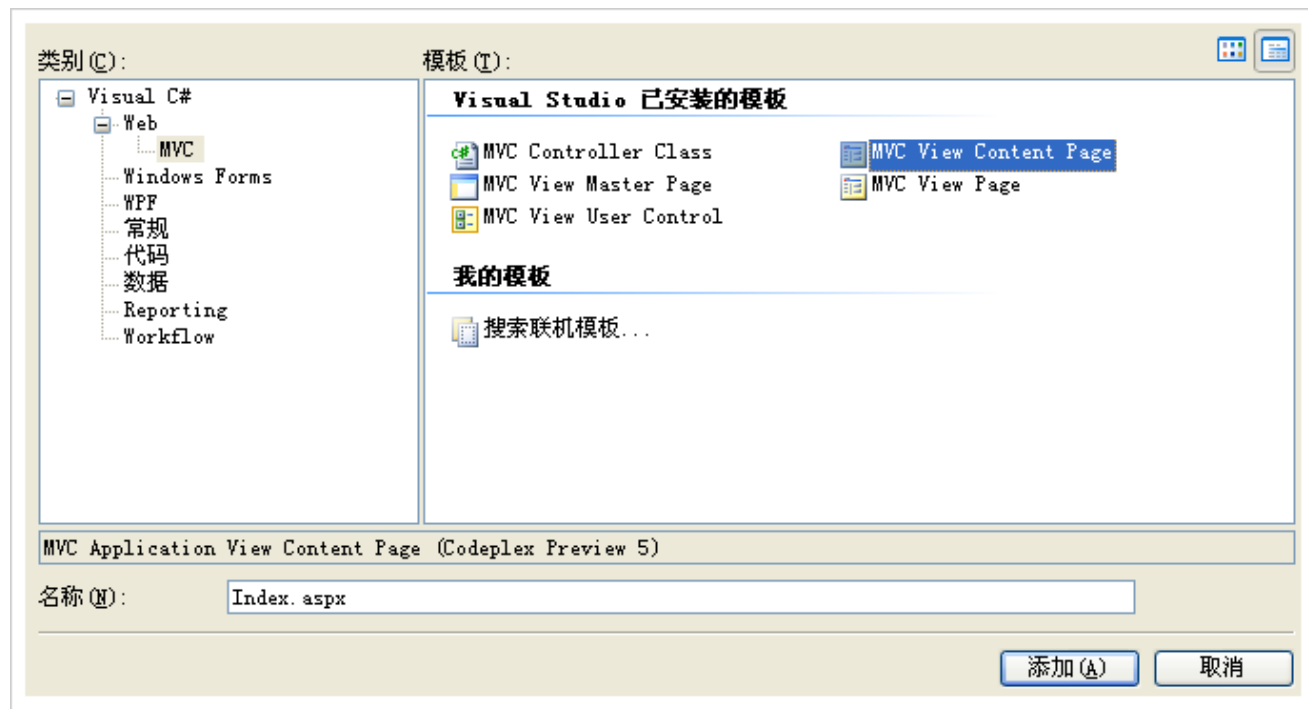 类别(C):
模板(T):
Visual C#
Web
MVC
Windows Forms
WPF
常规
代码
数据
Reporting
Workflow
Visual Studio 已安装的模板
MVC Controller Class
MVC View Content Page
MVC View Master Page
MVC View Page
MVC View User Control
我的模板
搜索联机模板...
MVC Application View Content Page (Codeplex Preview 5)
名称(N):
Index.aspx
添加(A)
取消